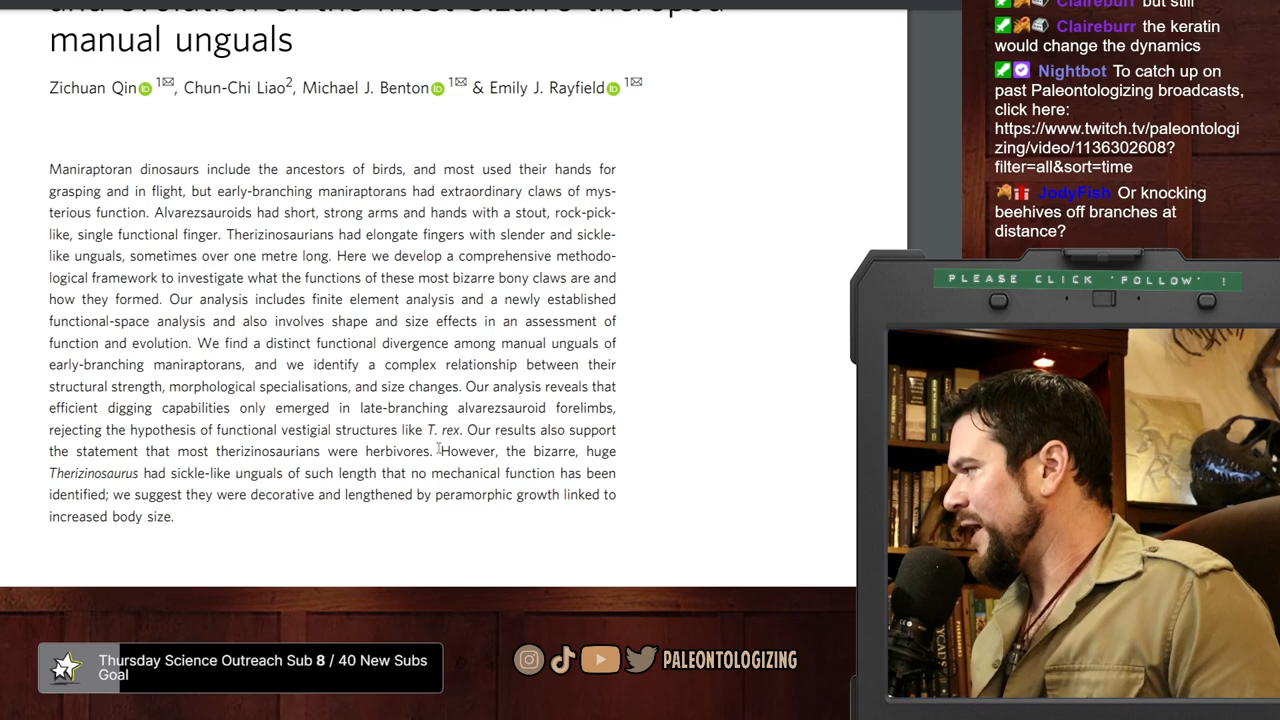 manual unguals
Zichuan Qin 1, Chun-Chi Liao2, Michael J. Benton 1 & Emily J. Rayfield 1
Maniraptoran dinosaurs include the ancestors of birds, and most used their hands for
grasping and in flight, but early-branching maniraptorans had extraordinary claws of mys-
terious function. Alvarezsauroids had short, strong arms and hands with a stout, rock-pick-
like, single functional finger. Therizinosaurians had elongate fingers with slender and sickle-
like unguals, sometimes over one metre long. Here we develop a comprehensive methodo-
logical framework to investigate what the functions of these most bizarre bony claws are and
how they formed. Our analysis includes finite element analysis and a newly established
functional-space analysis and also involves shape and size effects in an assessment of
function and evolution. We find a distinct functional divergence among manual unguals of
early-branching maniraptorans, and we identify a complex relationship between their
structural strength, morphological specialisations, and size changes. Our analysis reveals that
efficient digging capabilities only emerged in late-branching alvarezsauroid forelimbs,
rejecting the hypothesis of functional vestigial structures like T. rex. Our results also support
the statement that most therizinosaurians were herbivores. However, the bizarre, huge
Therizinosaurus had sickle-like unguals of such length that no mechanical function has been
identified; we suggest they were decorative and lengthened by peramorphic growth linked to
increased body size.
Claireburr but still
Claireburr the keratin
would change the dynamics
Nightbot To catch up on
past Paleontologizing broadcasts,
click here:
https://www.twitch.tv/paleontologi
zing/video/1136302608?
filter=all&sort=time
JodyFish Or knocking
beehives off branches at
distance?
PLEASE CLICK 'FOLLOW' !
CYCADS
Thursday Science Outreach Sub 8 / 40 New Subs
Goal
PALEONTOLOGIZING